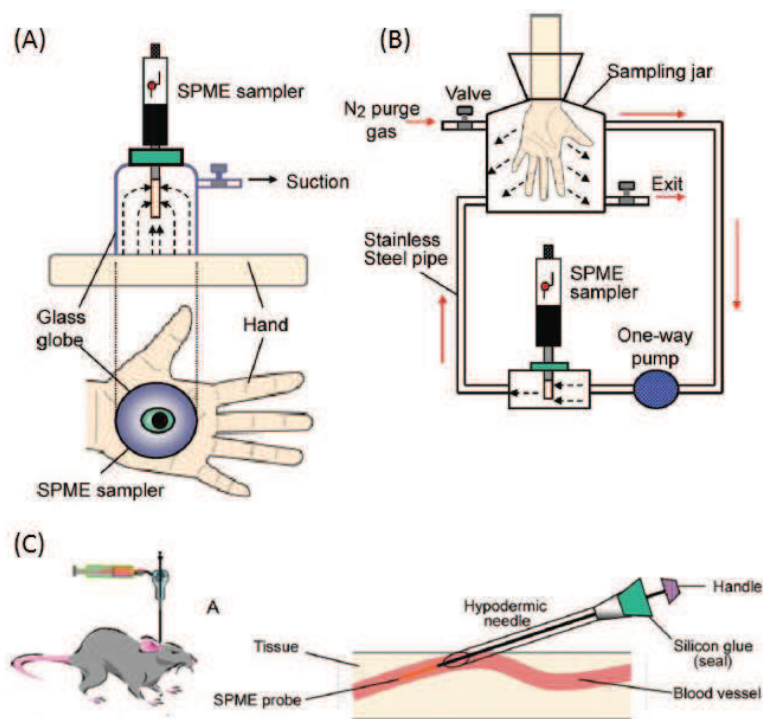 (A)
SPME sampler
Suction
Glass
globe
Hand
SPME sampler
(B)
Sampling jar
Valve
N2 purge
gas
Exit
Stainless
Steel pipe
SPME
sampler
One-way
pump
(C)
A
Tissue
SPME probe
Hypodermic
needle
Handle
Silicon glue
(seal)
Blood vessel